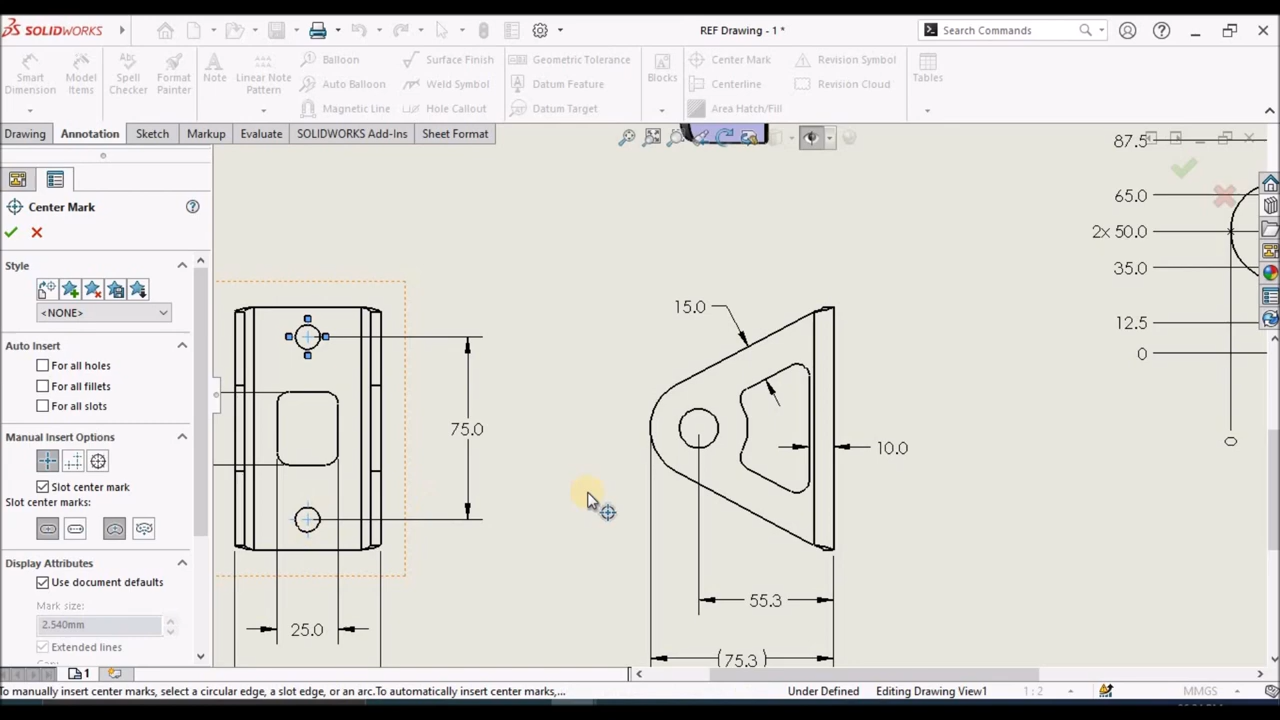 SOLIDWORKS
REF Drawing - 1 *
Search Commands
Smart Dimension
Model Items
Spell Checker
Format Painter
Note
Linear Note Pattern
Balloon
Auto Balloon
Magnetic Line
Surface Finish
Weld Symbol
Hole Callout
Geometric Tolerance
Datum Feature
Datum Target
Blocks
Center Mark
Centerline
Area Hatch/Fill
Revision Symbol
Revision Cloud
Tables
Drawing
Annotation
Sketch
Markup
Evaluate
SOLIDWORKS Add-Ins
Sheet Format
Center Mark
Style
<NONE>
Auto Insert
For all holes
For all fillets
For all slots
Manual Insert Options
Slot center mark
Slot center marks:
Display Attributes
Use document defaults
Mark size:
2.540mm
Extended lines
75.0
25.0
15.0
10.0
55.3
(75.3)
87.5
65.0
2x 50.0
35.0
12.5
0
0
1
To manually insert center marks, select a circular edge, a slot edge, or an arc.To automatically insert center marks,...
Under Defined
Editing Drawing View1
1 : 2
MMGS